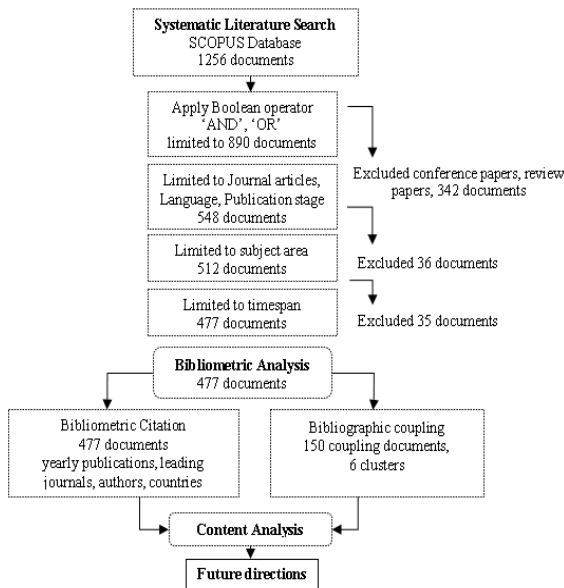 Systematic Literature Search
SCOPUS Database
1256 documents
Apply Boolean operator
‘AND’, ‘OR’
limited to 890 documents
Excluded conference papers, review
papers, 342 documents
Limited to Journal articles,
Language, Publication stage
548 documents
Limited to subject area
512 documents
Excluded 36 documents
Limited to timespan
477 documents
Excluded 35 documents
Bibliometric Analysis
477 documents
Bibliometric Citation
477 documents
yearly publications, leading
journals, authors, countries
Bibliographic coupling
150 coupling documents,
6 clusters
Content Analysis
Future directions